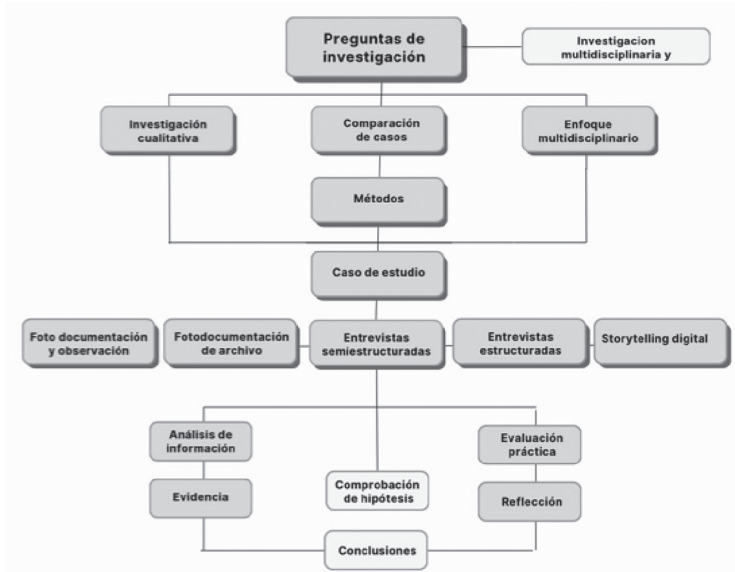 Preguntas de
investigación
Investigacion
multidisciplinaria y
Investigación
cualitativa
Comparación
de casos
Enfoque
multidisciplinario
Métodos
Caso de estudio
Foto documentación
y observación
Fotodocumentación
de archivo
Entrevistas
semiestructuradas
Entrevistas
estructuradas
Storytelling digital
Análisis de
información
Evaluación
práctica
Evidencia
Comprobación
de hipótesis
Reflección
Conclusiones